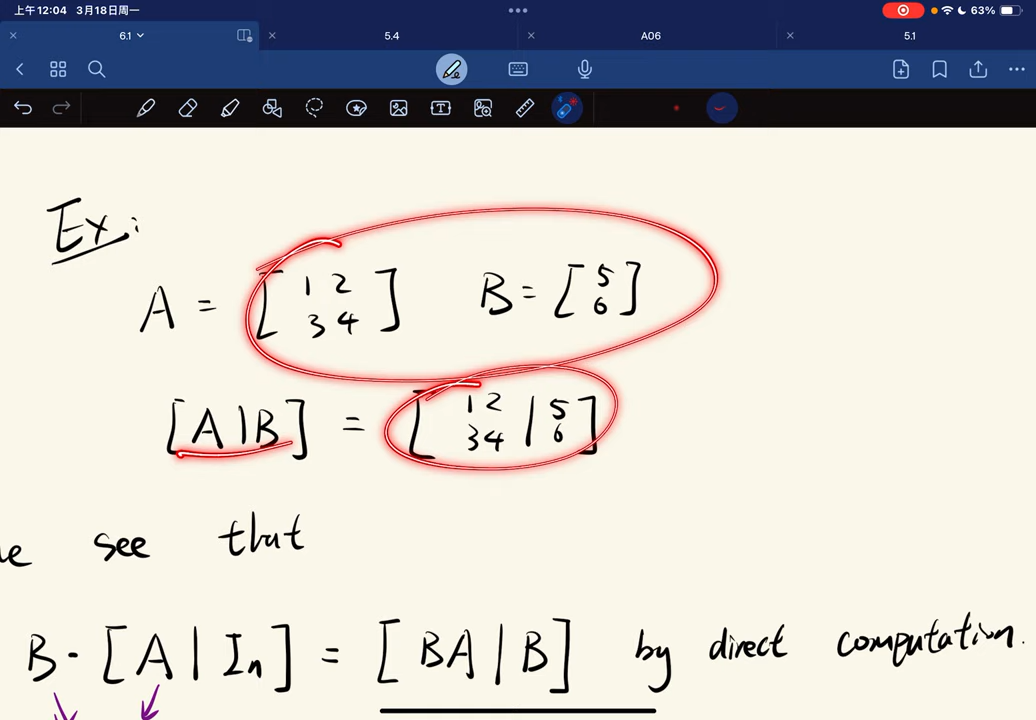 上午12:04 3月18日周一 63%
6.1 5.4 A06 5.1
Ex:
A = [1 2 B = [5
3 4] 6]
[A|B] = [1 2 | 5
3 4 | 6]
see that
B · [A | In] = [BA | B] by direct computation.